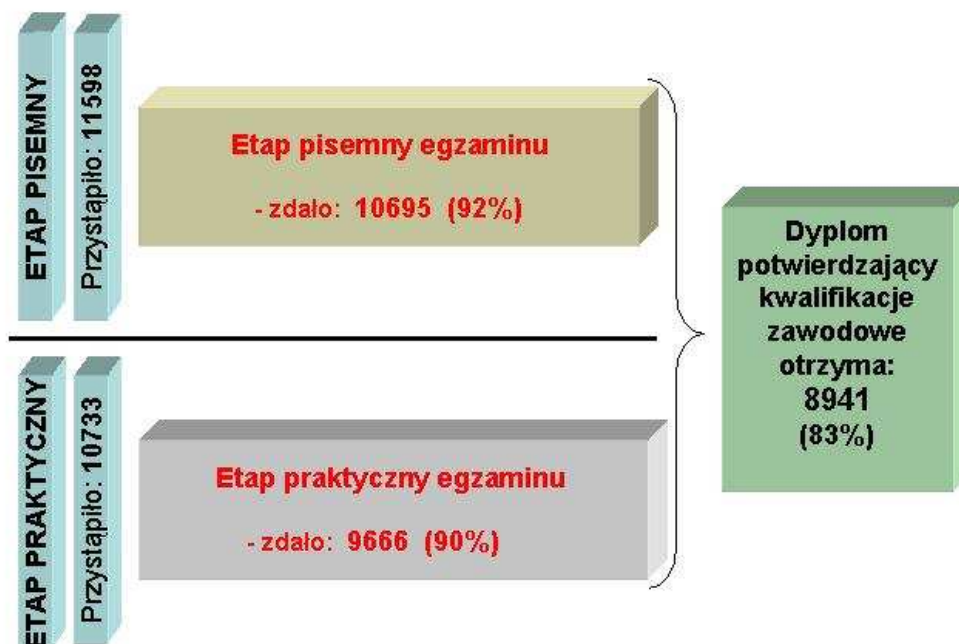 ETAP PISEMNY
Przystąpiło: 11598
Etap pisemny egzaminu
- zdało: 10695 (92%)
ETAP PRAKTYCZNY
Przystąpiło: 10733
Etap praktyczny egzaminu
- zdało: 9666 (90%)
Dyplom
potwierdzający
kwalifikacje
zawodowe
otrzyma:
8941
(83%)